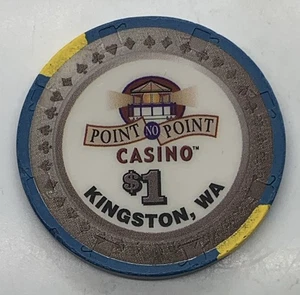 POINT NO POINT
CASINO™
$1
KINGSTON, WA